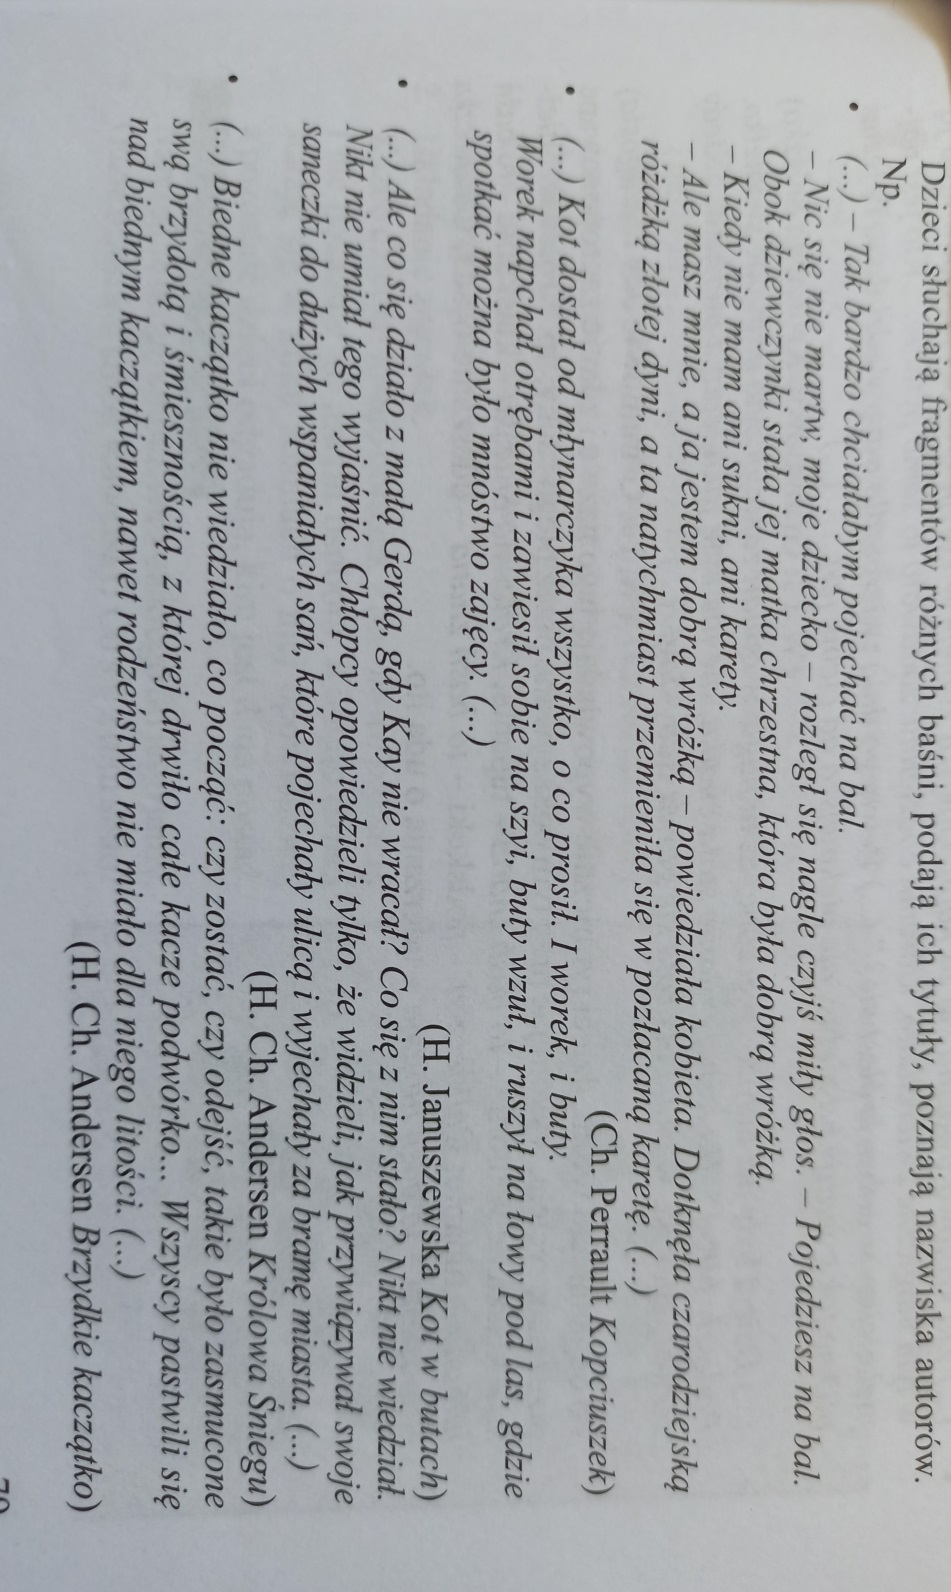 Dzieci słuchają fragmentów różnych baśni, podają ich tytuły, poznają nazwiska autorów.
Np.
• (...) – Tak bardzo chciałabym pojechać na bal.
– Nic się nie martw, moje dziecko – rozległ się nagle czyjś miły głos. – Pojedziesz na bal.
Obok dziewczynki stała jej matka chrzestna, która była dobrą wróżką.
– Kiedy nie mam ani sukni, ani karety.
– Ale masz mnie, a ja jestem dobrą wróżką – powiedziała kobieta. Dotknęła czarodziejską
różdżką złotej dyni, a ta natychmiast przemieniła się w pozłacaną karetę. (...)
(Ch. Perrault Kopciuszek)
• (...) Kot dostał od młynarczyka wszystko, o co prosił. I worek, i buty.
Worek napchał otrębami i zawiesił sobie na szyi, buty wzuł, i ruszył na łowy pod las, gdzie
spotkać można było mnóstwo zajęcy. (...)
(H. Januszewska Kot w butach)
• (...) Ale co się działo z małą Gerdą, gdy Kay nie wracał? Co się z nim stało? Nikt nie wiedział.
Nikt nie umiał tego wyjaśnić. Chłopcy opowiedzieli tylko, że widzieli, jak przywiązywał swoje
saneczki do dużych wspaniałych sań, które pojechały ulicą i wyjechały za bramę miasta. (...)
(H. Ch. Andersen Królowa Śniegu)
• (...) Biedne kaczątko nie wiedziało, co począć: czy zostać, czy odejść, takie było zasmucone
swą brzydotą i śmiesznością, z której drwiło całe kacze podwórko... Wszyscy pastwili się
nad biednym kaczątkiem, nawet rodzeństwo nie miało dla niego litości. (...)
(H. Ch. Andersen Brzydkie kaczątko)